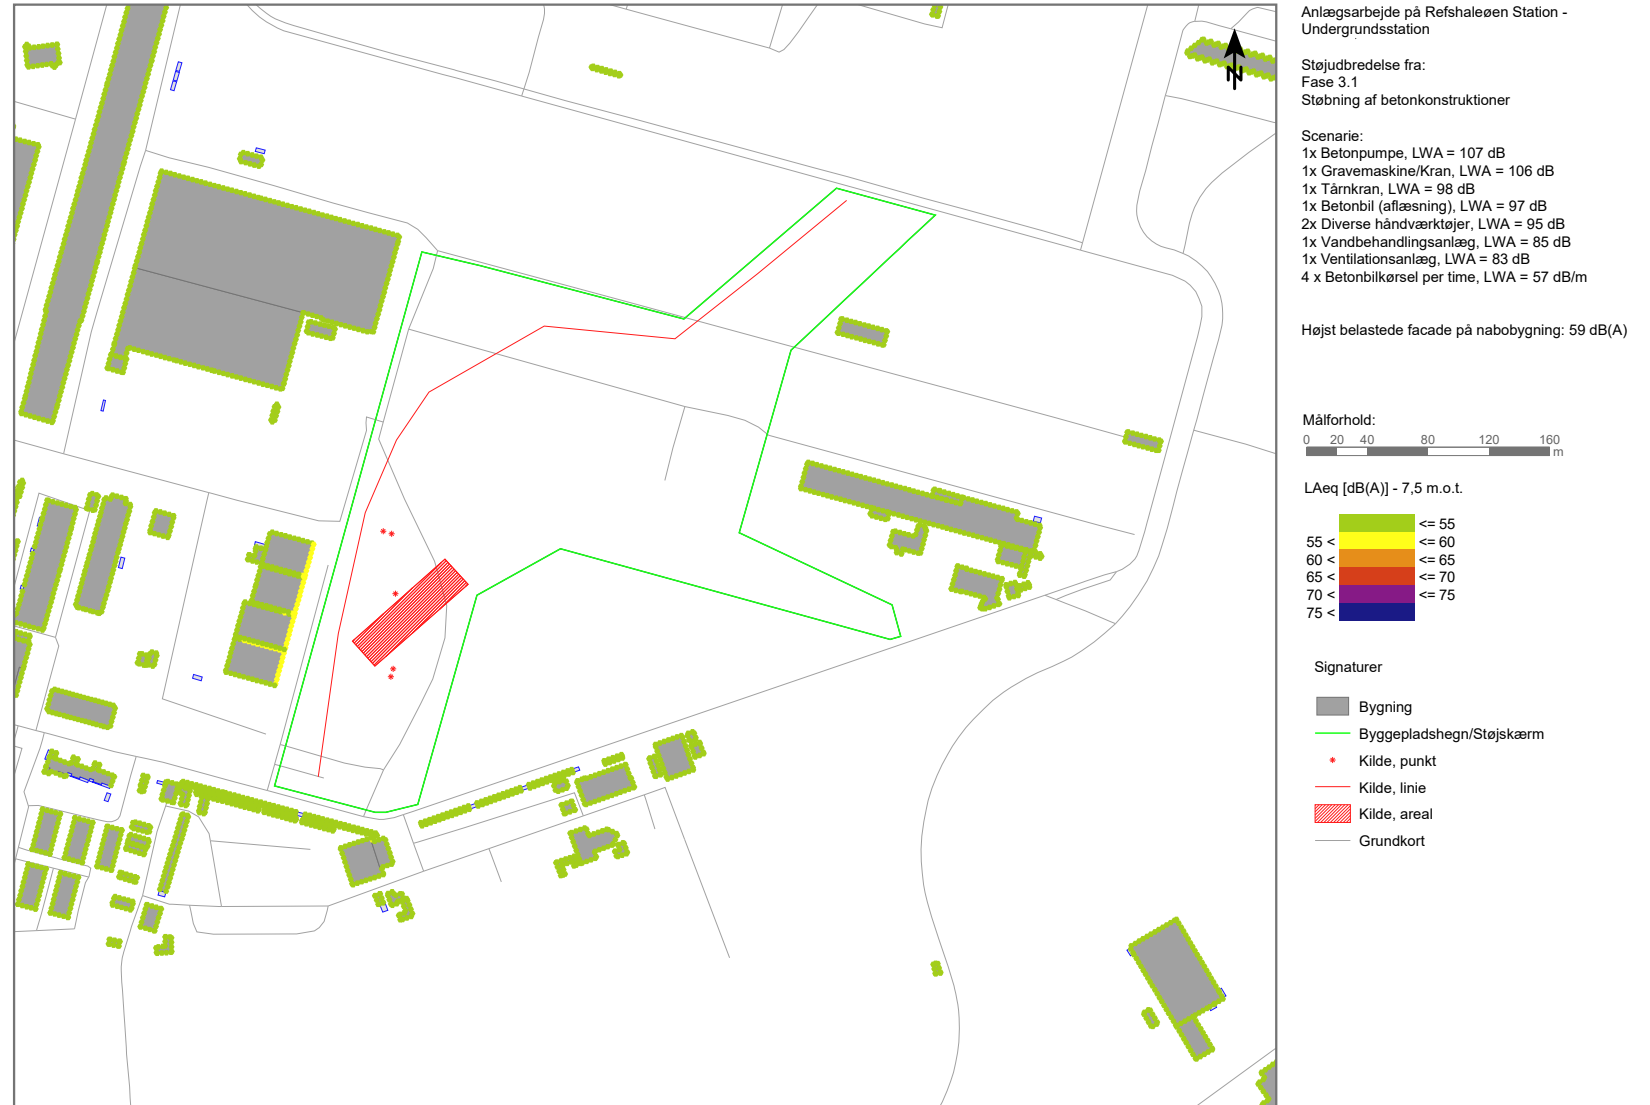 Anlægsarbejde på Refshaleøen Station -
Undergrundsstation
Støjudbredelse fra:
Fase 3.1
Støbning af betonkonstruktioner
Scenarie:
1x Betonpumpe, LWA = 107 dB
1x Gravemaskine/Kran, LWA = 106 dB
1x Tårnkran, LWA = 98 dB
1x Betonbil (aflæsning), LWA = 97 dB
2x Diverse håndværktøjer, LWA = 95 dB
1x Vandbehandlingsanlæg, LWA = 85 dB
1x Ventilationsanlæg, LWA = 83 dB
4 x Betonbilkørsel per time, LWA = 57 dB/m
Højst belastede facade på nabobygning: 59 dB(A)
Målforhold:
0 20 40 80 120 160
m
LAeq [dB(A)] - 7,5 m.o.t.
<= 55
55 < <= 60
60 < <= 65
65 < <= 70
70 < <= 75
75 <
Signaturer
Bygning
Byggepladshegn/Støjskærm
Kilde, punkt
Kilde, linie
Kilde, areal
Grundkort
N